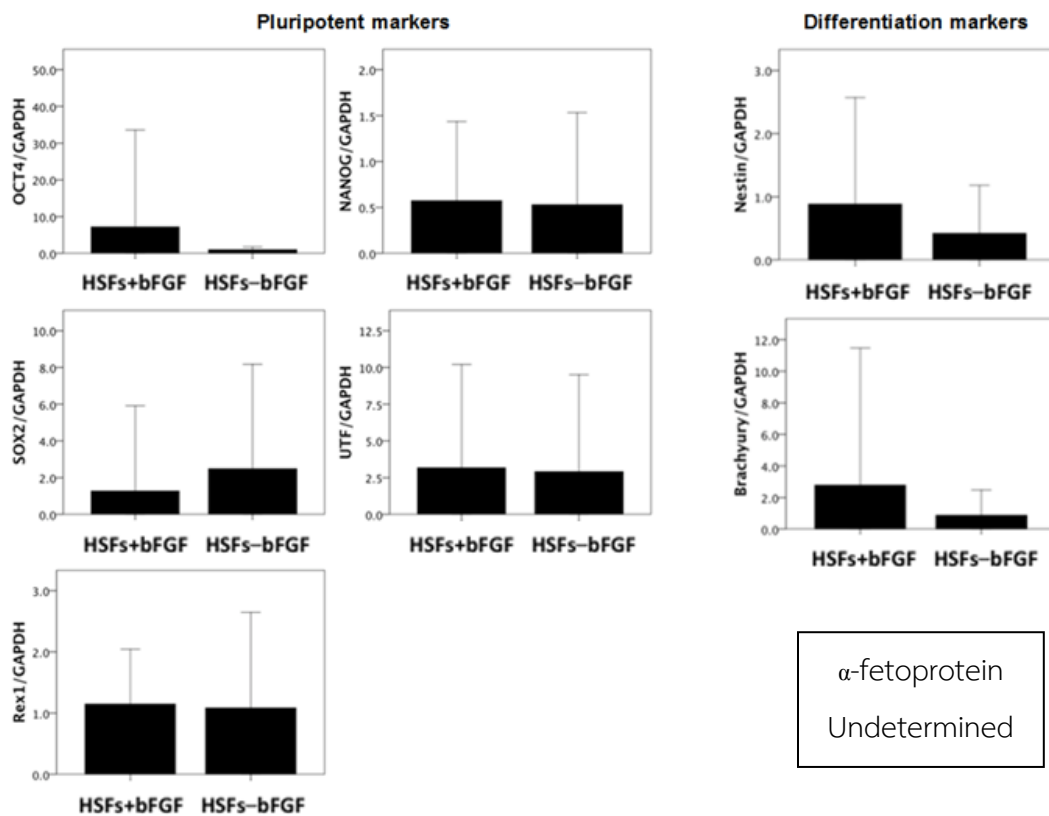 Pluripotent markers
Differentiation markers
OCT4/GAPDH
50.0
40.0
30.0
20.0
10.0
0.0
HSFs+bFGF HSFs−bFGF
NANOG/GAPDH
2.0
1.5
1.0
0.5
0.0
HSFs+bFGF HSFs−bFGF
Nestin/GAPDH
3.0
2.0
1.0
0.0
HSFs+bFGF HSFs−bFGF
SOX2/GAPDH
10.0
8.0
6.0
4.0
2.0
0.0
HSFs+bFGF HSFs−bFGF
UTF/GAPDH
12.5
10.0
7.5
5.0
2.5
0.0
HSFs+bFGF HSFs−bFGF
Brachyury/GAPDH
12.0
10.0
8.0
6.0
4.0
2.0
0.0
HSFs+bFGF HSFs−bFGF
Rex1/GAPDH
3.0
2.0
1.0
0.0
HSFs+bFGF HSFs−bFGF
α-fetoprotein
Undetermined